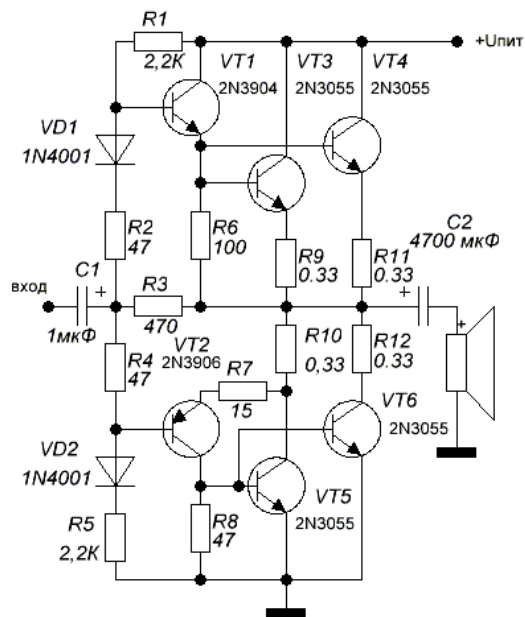 R1
2,2К
+Uпит
VT1
2N3904
VT3
2N3055
VT4
2N3055
VD1
1N4001
R2
47
R6
100
R9
0.33
R11
0.33
C2
4700 мкФ
+
вход
C1
+
1мкФ
R3
470
+
R4
47
VT2
2N3906
R7
15
R10
0,33
R12
0.33
VT6
2N3055
VD2
1N4001
R5
2,2К
R8
47
VT5
2N3055